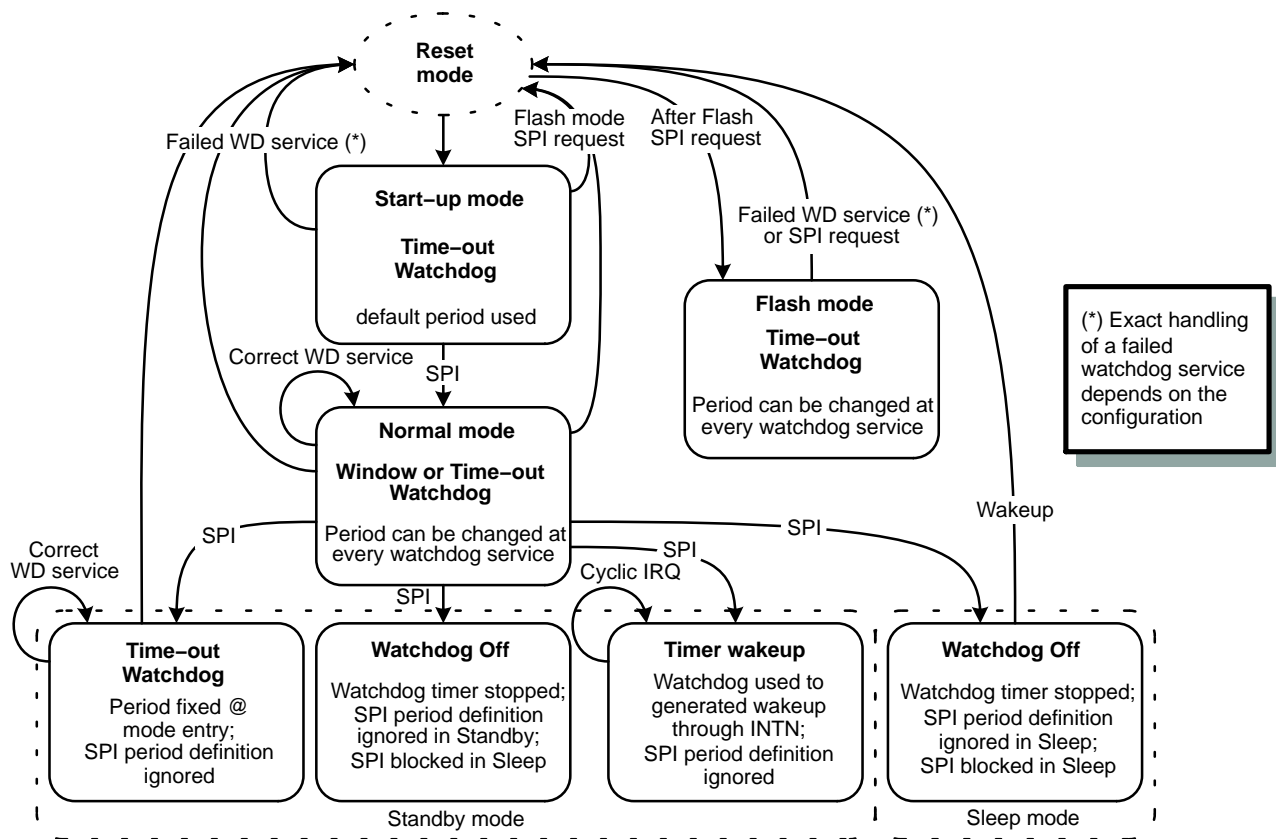 Reset
mode
Failed WD service (*)
Flash mode
SPI request
After Flash
SPI request
Start−up mode
Time−out
Watchdog
default period used
Failed WD service (*)
or SPI request
Flash mode
Time−out
Watchdog
Period can be changed at
every watchdog service
(*) Exact handling
of a failed
watchdog service
depends on the
configuration
Correct WD service
SPI
Normal mode
Window or Time−out
Watchdog
Period can be changed at
every watchdog service
SPI
SPI
SPI
SPI
Wakeup
Correct
WD service
Cyclic IRQ
Time−out
Watchdog
Period fixed @
mode entry;
SPI period definition
ignored
Watchdog Off
Watchdog timer stopped;
SPI period definition
ignored in Standby;
SPI blocked in Sleep
Timer wakeup
Watchdog used to
generated wakeup
through INTN;
SPI period definition
ignored
Watchdog Off
Watchdog timer stopped;
SPI period definition
ignored in Sleep;
SPI blocked in Sleep
Standby mode
Sleep mode